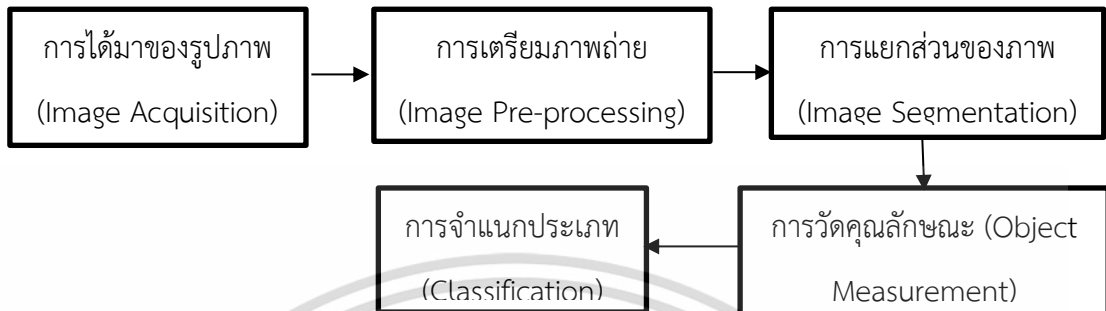 การได้มาของรูปภาพ
(Image Acquisition)
การเตรียมภาพถ่าย
(Image Pre-processing)
การแยกส่วนของภาพ
(Image Segmentation)
การวัดคุณลักษณะ (Object
Measurement)
การจำแนกประเภท
(Classification)